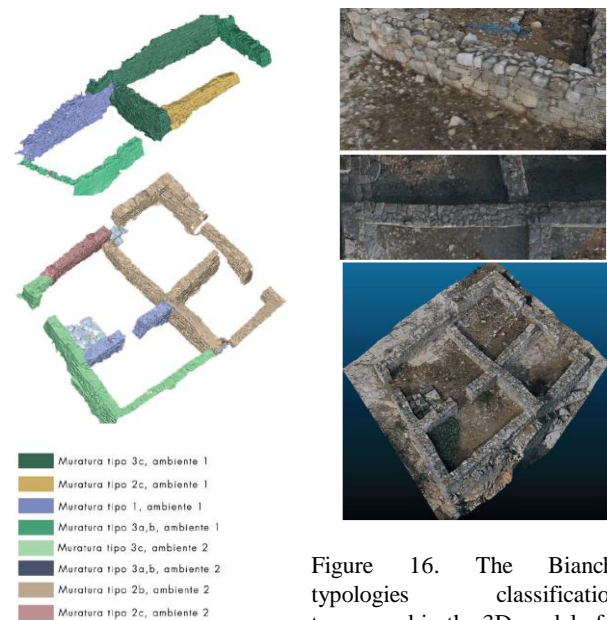 Muratura tipo 3c, ambiente 1
Muratura tipo 2c, ambiente 1
Muratura tipo 1, ambiente 1
Muratura tipo 3a,b, ambiente 1
Muratura tipo 3c, ambiente 2
Muratura tipo 3a,b, ambiente 2
Muratura tipo 2b, ambiente 2
Muratura tipo 2c, ambiente 2
Figure 16. The Bianch
typologies classificatio